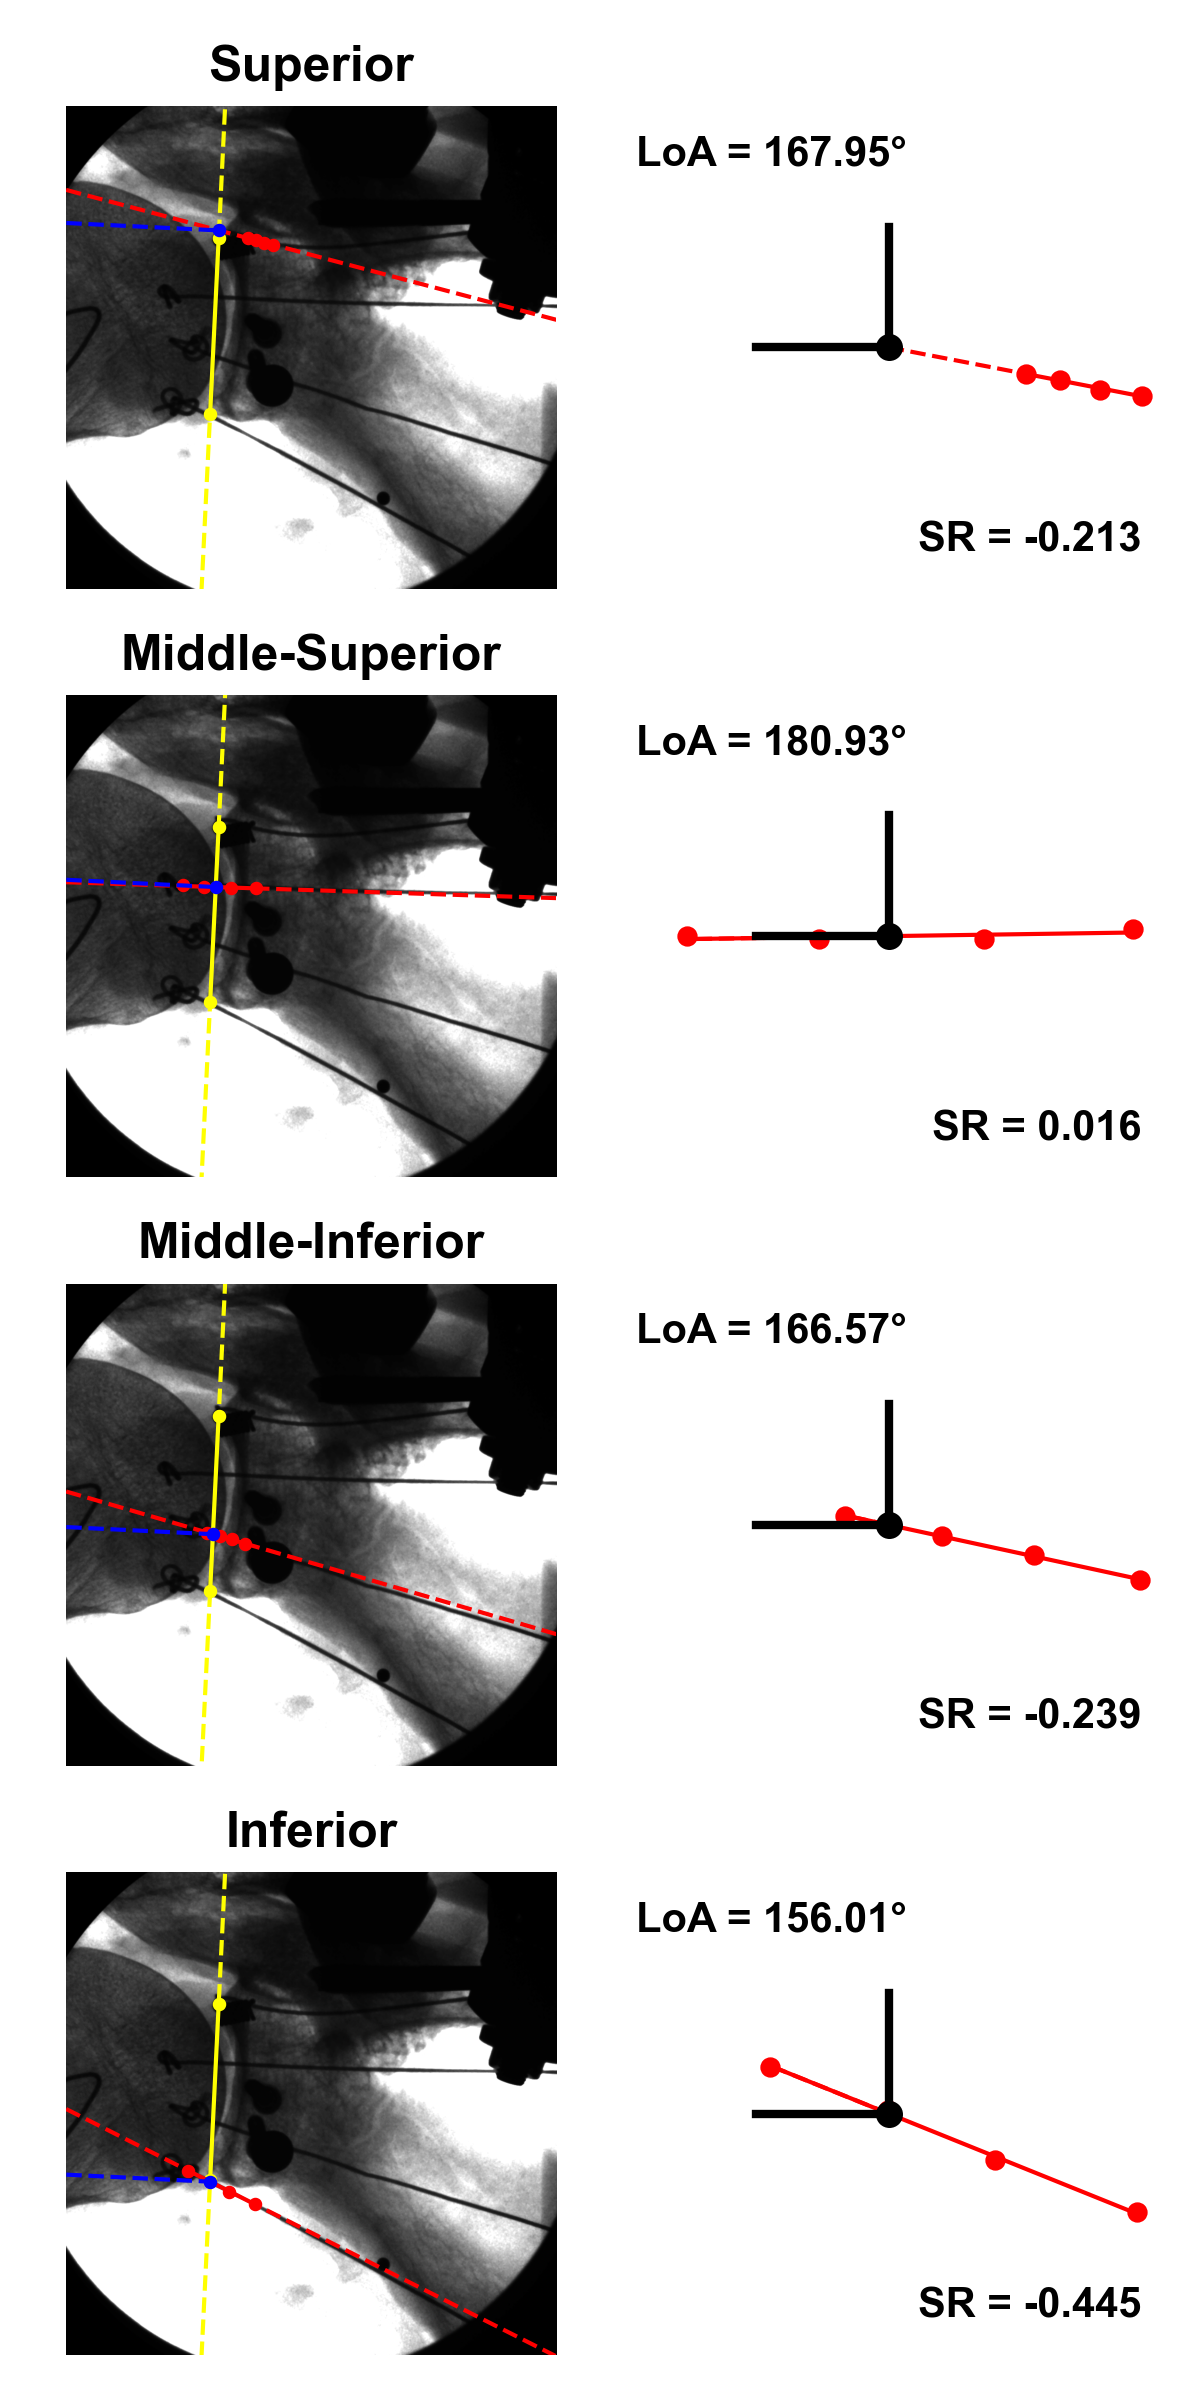 Superior
LoA = 167.95°
SR = -0.213
Middle-Superior
LoA = 180.93°
SR = 0.016
Middle-Inferior
LoA = 166.57°
SR = -0.239
Inferior
LoA = 156.01°
SR = -0.445